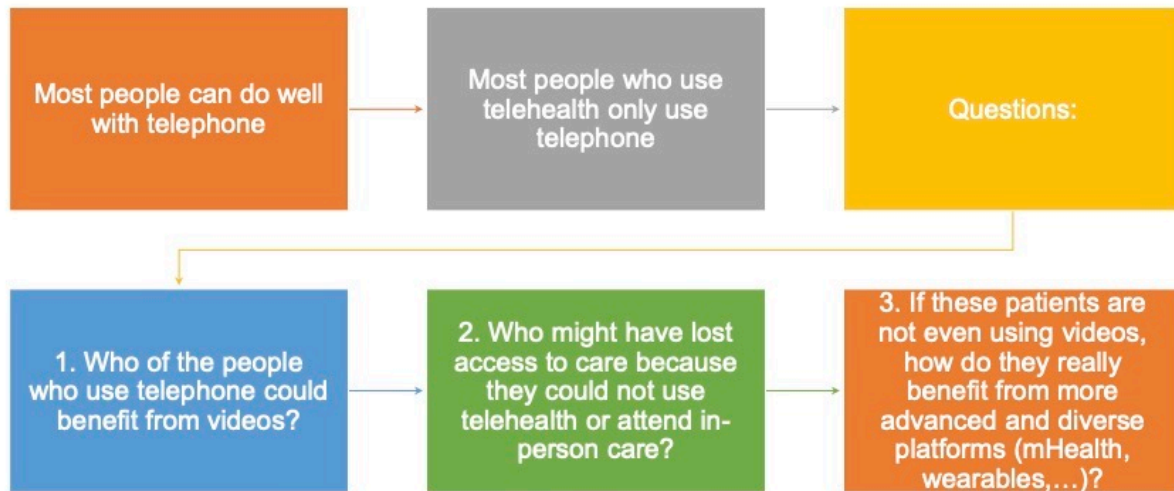 Most people can do well
with telephone
Most people who use
telehealth only use
telephone
Questions:
1. Who of the people
who use telephone could
benefit from videos?
2. Who might have lost
access to care because
they could not use
telehealth or attend in-
person care?
3. If these patients are
not even using videos,
how do they really
benefit from more
advanced and diverse
platforms (mHealth,
wearables,...)?